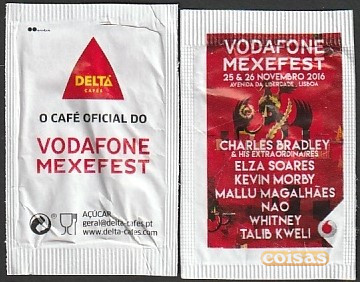 DELTA
CAFÉS
O CAFÉ OFICIAL DO
VODAFONE
MEXEFEST
AÇÚCAR
geral@delta-cafes.pt
www.delta-cafes.com
VODAFONE
MEXEFEST
25 & 26 NOVEMBRO 2016
AVENIDA DA LIBERDADE, LISBOA
CHARLES BRADLEY
& HIS EXTRAORDINAIRES
ELZA SOARES
KEVIN MORBY
MALLU MAGALHÃES
NAO
WHITNEY
TALIB KWELI
coisas